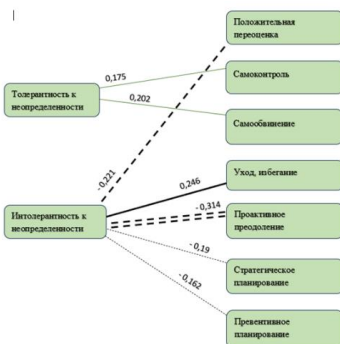 Положительная
переоценка
Толерантность к
неопределенности
0,175
Самоконтроль
0,202
Самообвинение
- 0,221
Интолерантность к
неопределенности
0,246
Уход, избегание
- 0,314
Проактивное
преодоление
- 0,19
Стратегическое
планирование
- 0,162
Превентивное
планирование